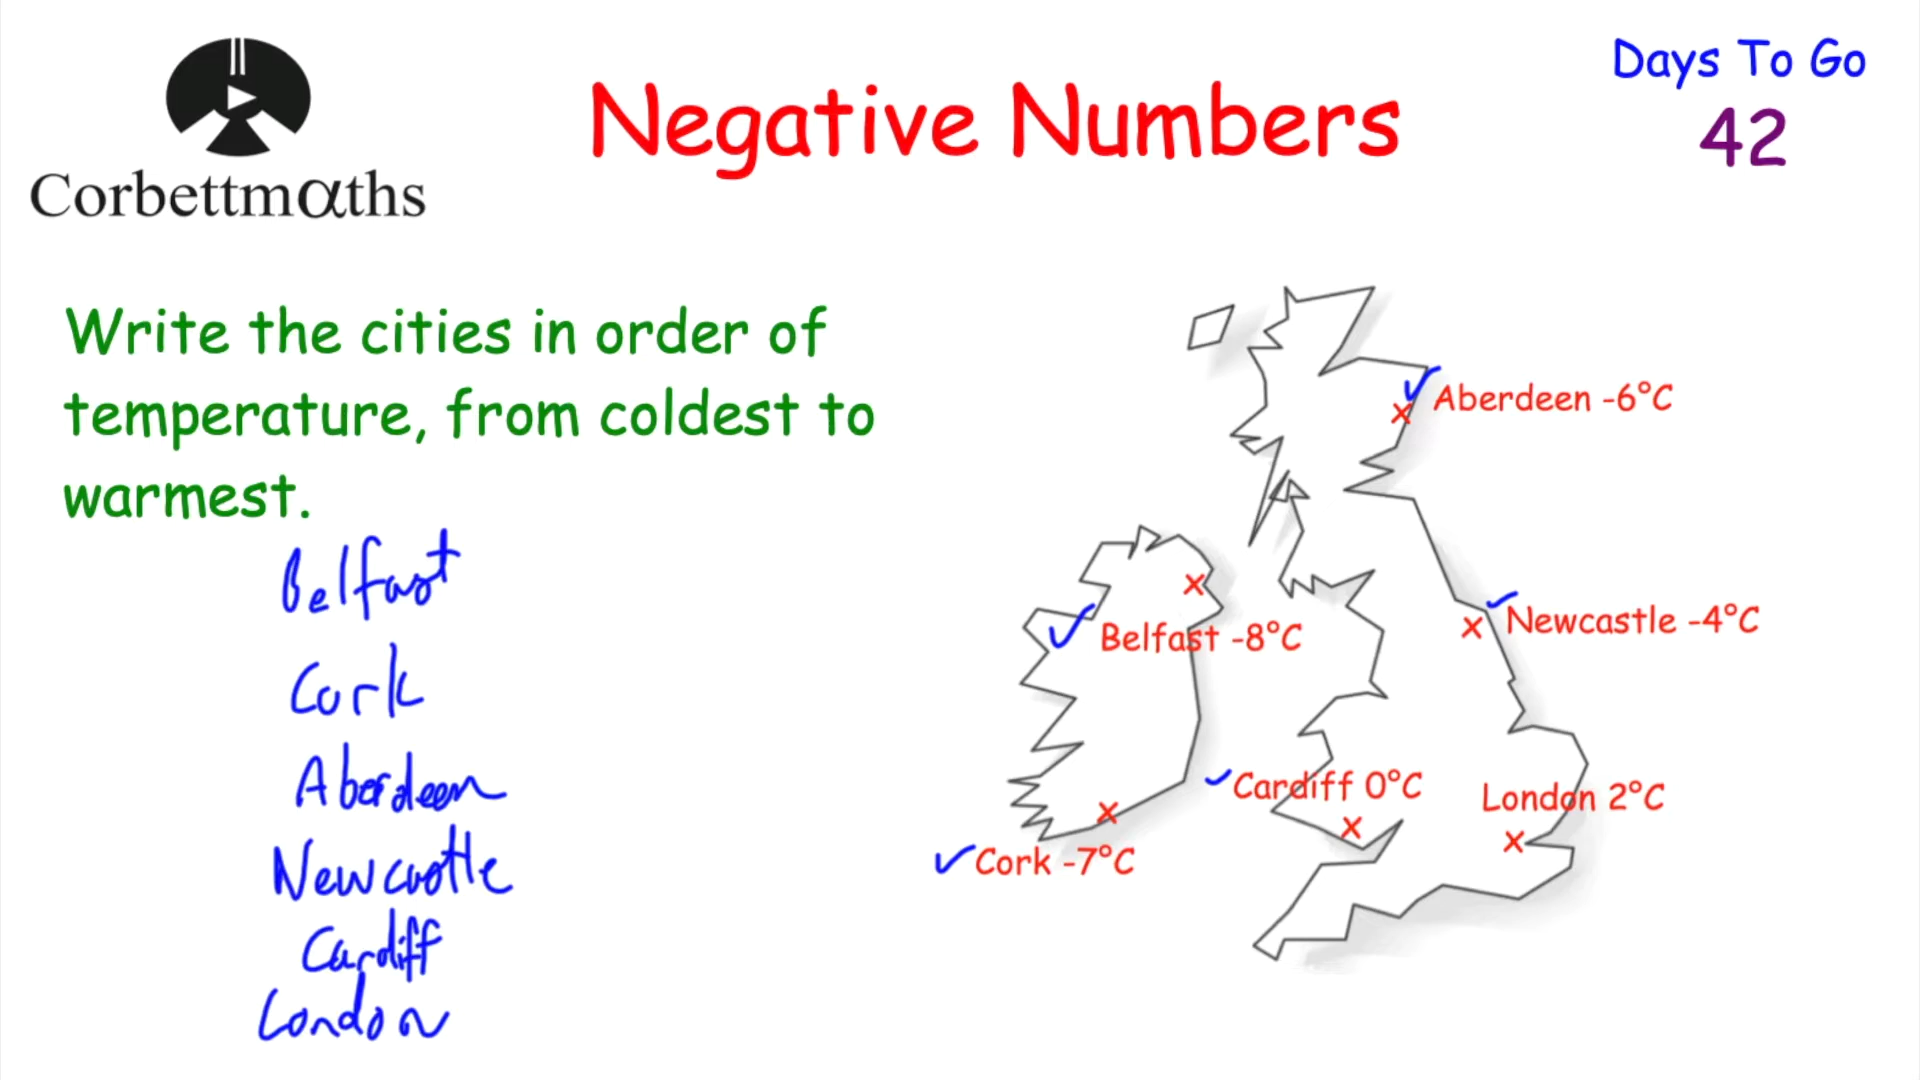 Corbettmαths
Negative Numbers
Days To Go
42
Write the cities in order of
temperature, from coldest to
warmest.
Belfast
Cork
Aberdeen
Newcastle
Cardiff
London
Aberdeen -6°C
Newcastle -4°C
Belfast -8°C
Cardiff 0°C
London 2°C
Cork -7°C